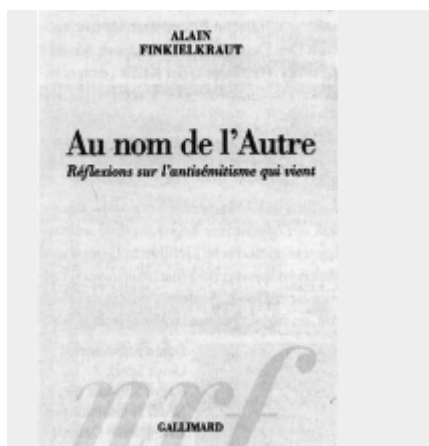 ALAIN
FINKIELKRAUT
Au nom de l'Autre
Réflexions sur l'antisémitisme qui vient
nrf
GALLIMARD